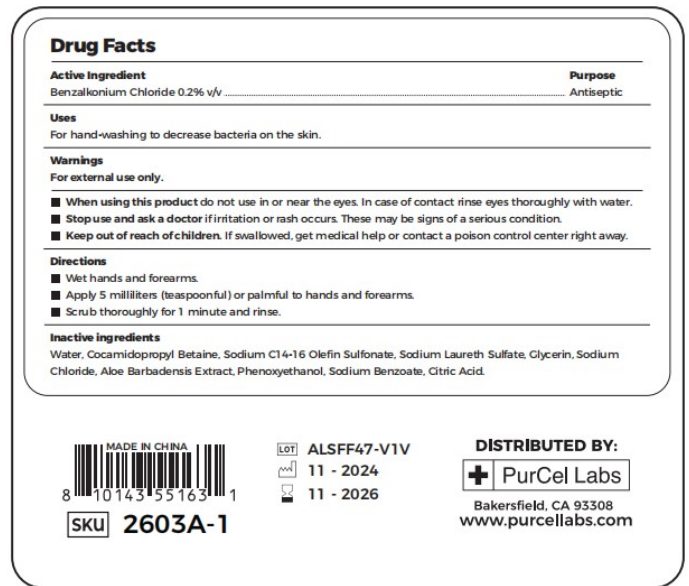 Drug Facts
Active Ingredient Purpose
Benzalkonium Chloride 0.2% v/v ........ Antiseptic
Uses
For hand-washing to decrease bacteria on the skin.
Warnings
For external use only.
■ When using this product do not use in or near the eyes. In case of contact rinse eyes thoroughly with water.
■ Stop use and ask a doctor if irritation or rash occurs. These may be signs of a serious condition.
■ Keep out of reach of children. If swallowed, get medical help or contact a poison control center right away.
Directions
■ Wet hands and forearms.
■ Apply 5 milliliters (teaspoonful) or palmful to hands and forearms.
■ Scrub thoroughly for 1 minute and rinse.
Inactive ingredients
Water, Cocamidopropyl Betaine, Sodium C14-16 Olefin Sulfonate, Sodium Laureth Sulfate, Glycerin, Sodium
Chloride, Aloe Barbadensis Extract, Phenoxyethanol, Sodium Benzoate, Citric Acid.
MADE IN CHINA
8 10143 55163 1
SKU 2603A-1
LOT ALSFF47-V1V
11 - 2024
11 - 2026
DISTRIBUTED BY:
PurCel Labs
Bakersfield, CA 93308
www.purcellabs.com